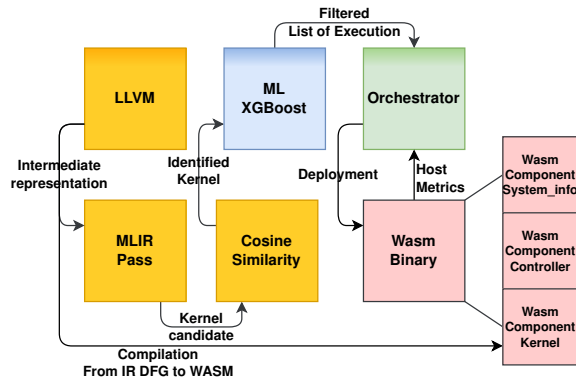 Filtered
List of Execution
LLVM
ML
XGBoost
Orchestrator
Intermediate
representation
Identified
Kernel
Deployment
Host
Metrics
Wasm
Component
System_info
MLIR
Pass
Cosine
Similarity
Wasm
Binary
Wasm
Component
Controller
Kernel
candidate
Wasm
Component
Kernel
Compilation
From IR DFG to WASM